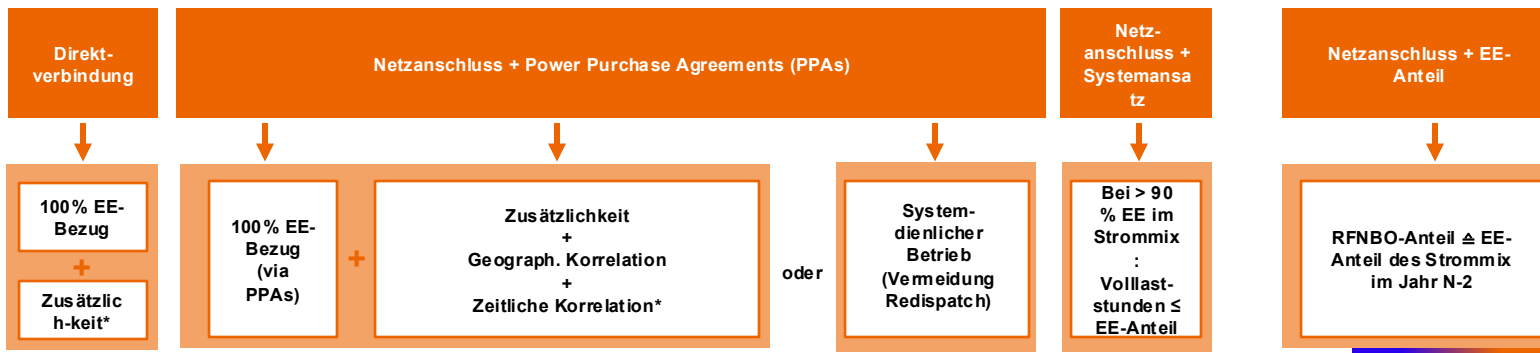 Direkt-
verbindung
Netzanschluss + Power Purchase Agreements (PPAs)
Netz-
anschluss +
Systemansa
tz
Netzanschluss + EE-
Anteil
100% EE-
Bezug
+
Zusätzlic
h-keit*
100% EE-
Bezug
(via
PPAs)
+
Zusätzlichkeit
+
Geograph. Korrelation
+
Zeitliche Korrelation*
oder
System-
dienlicher
Betrieb
(Vermeidung
Redispatch)
Bei > 90
% EE im
Strommix
:
Volllast-
stunden ≤
EE-Anteil
RFNBO-Anteil ≙ EE-
Anteil des Strommix
im Jahr N-2